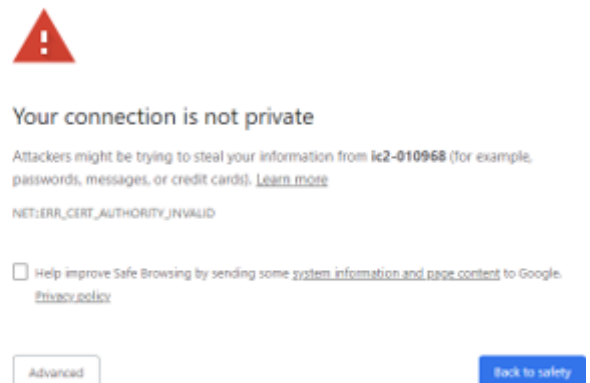 Your connection is not private
Attackers might be trying to steal your information from ic2-010968 (for example,
passwords, messages, or credit cards). Learn more
NET::ERR_CERT_AUTHORITY_INVALID
Help improve Safe Browsing by sending some system information and page content to Google.
Privacy policy
Advanced
Back to safety